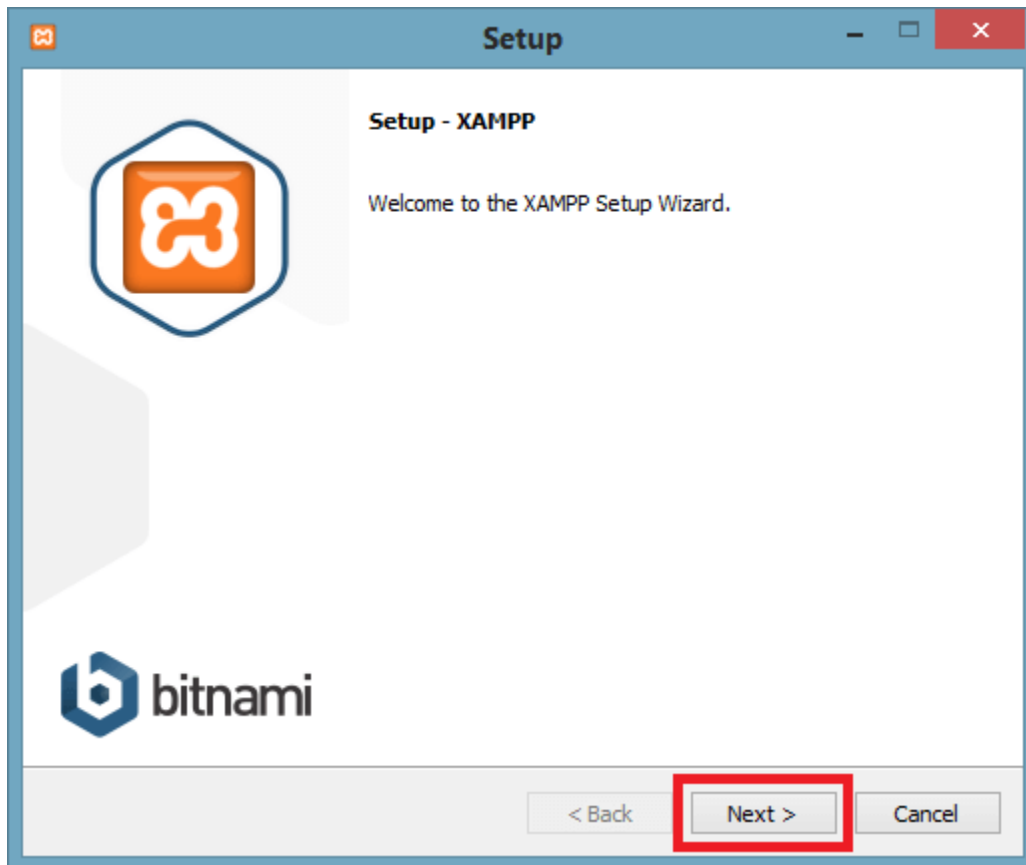 Setup
Setup - XAMPP
Welcome to the XAMPP Setup Wizard.
bitnami
< Back Next > Cancel